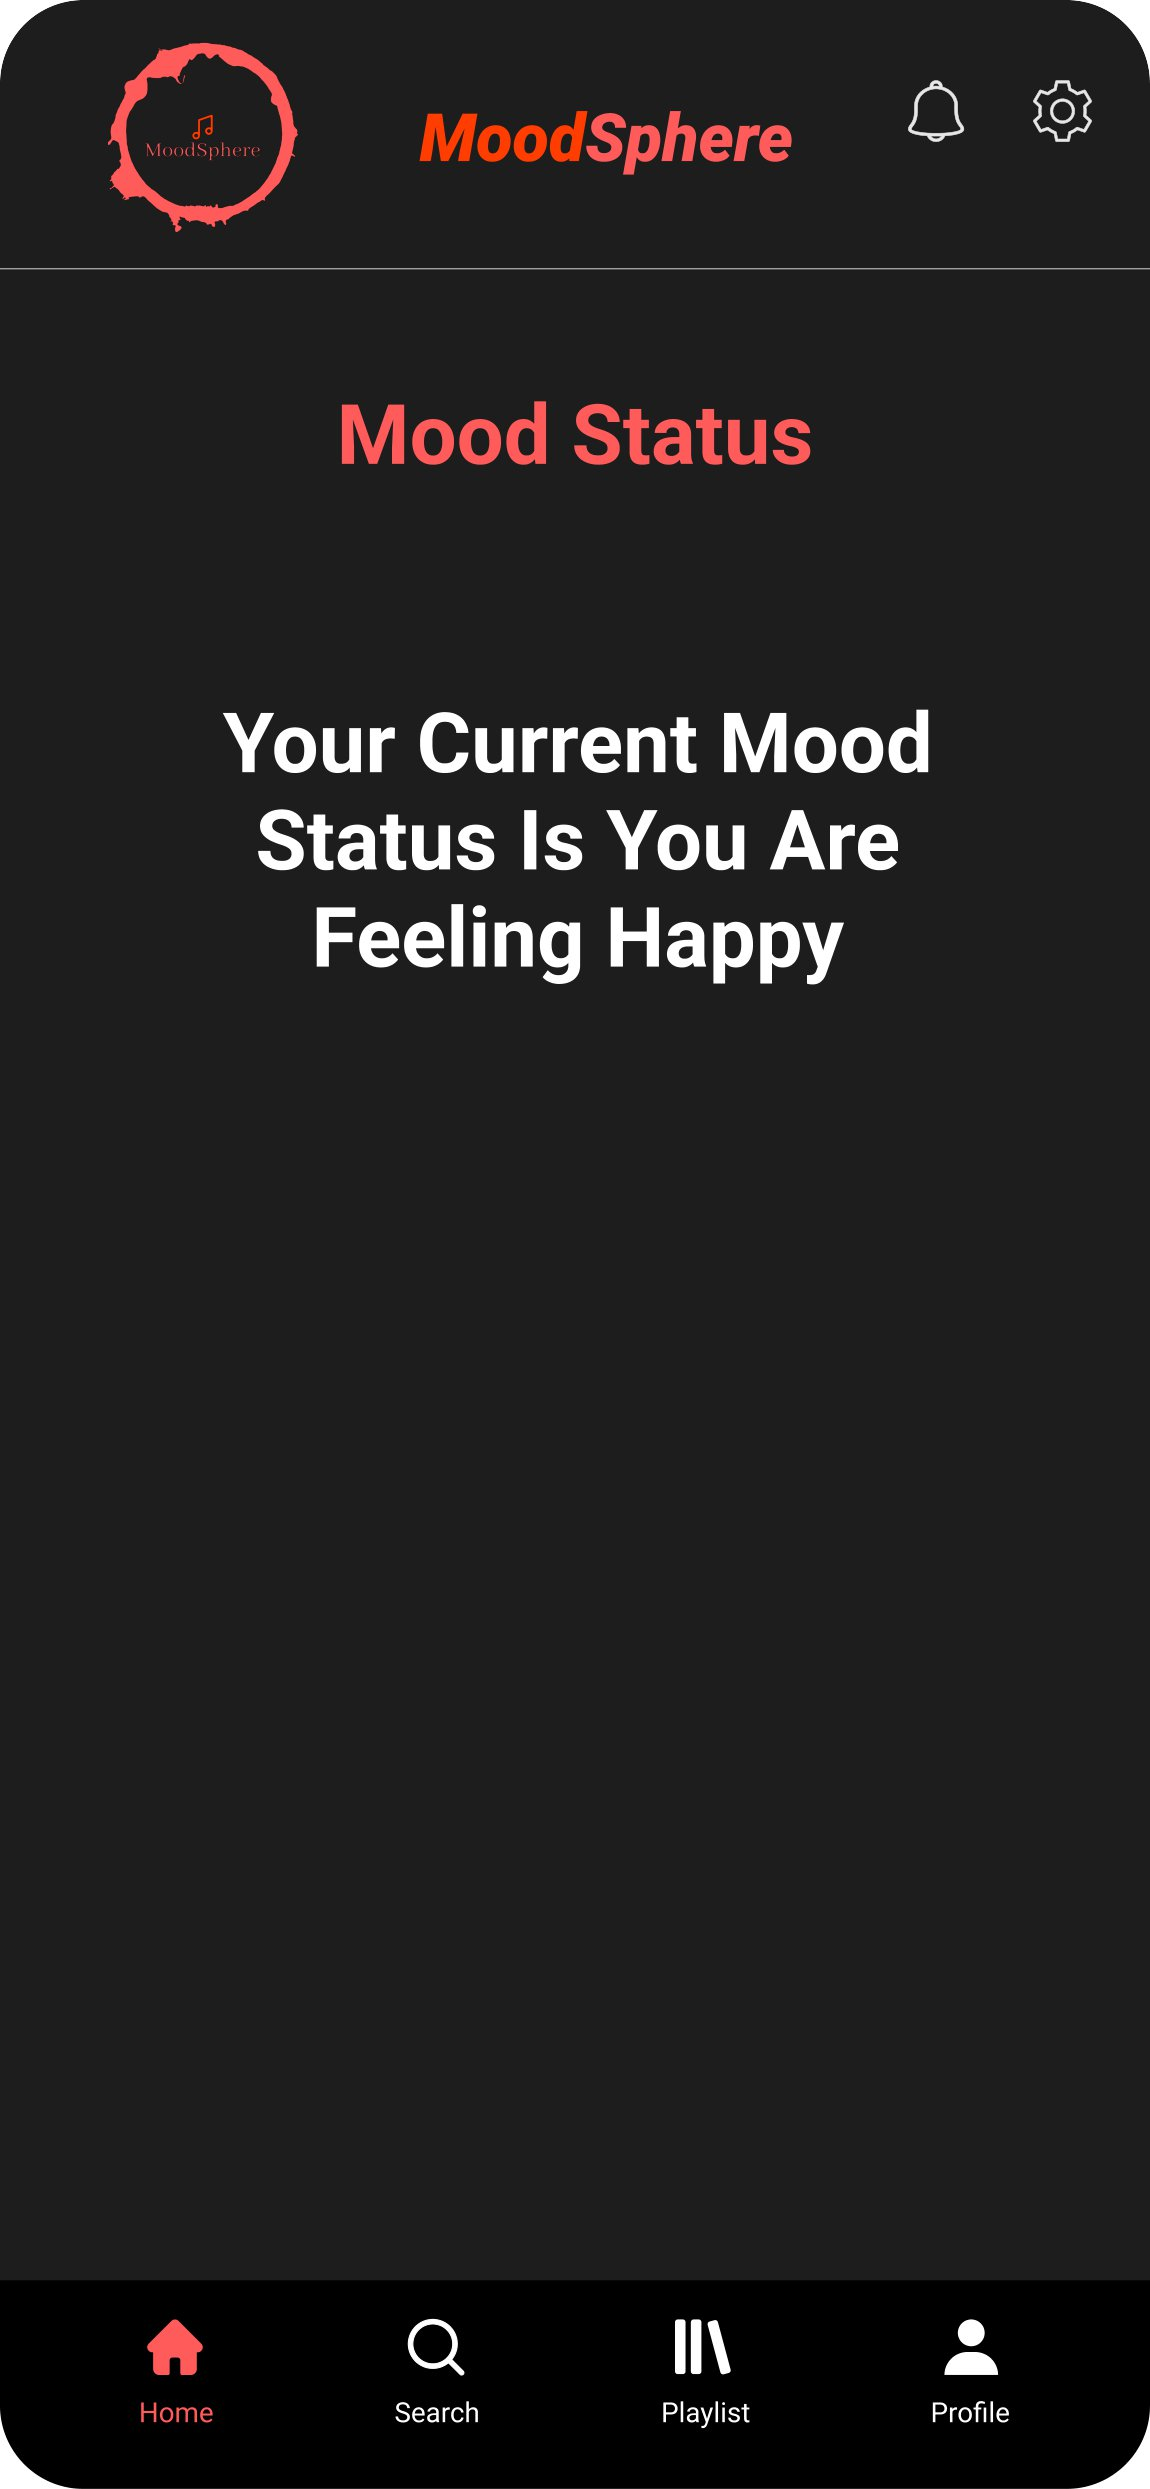 MoodSphere
MoodSphere
Mood Status
Your Current Mood
Status Is You Are
Feeling Happy
Home
Search
Playlist
Profile